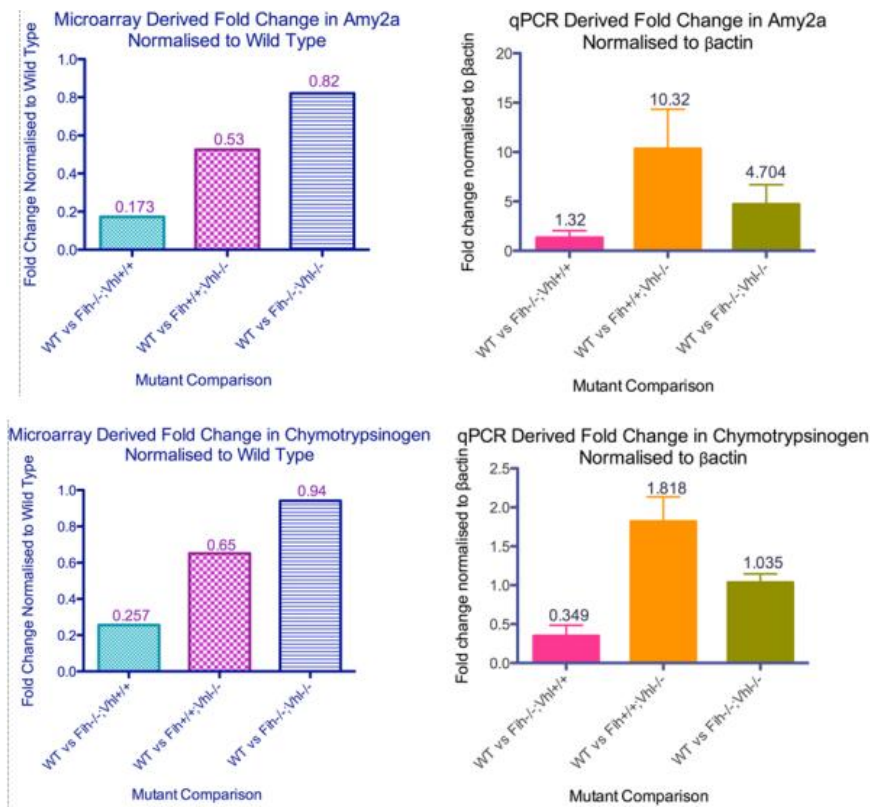 Microarray Derived Fold Change in Amy2a
Normalised to Wild Type
Fold Change Normalised to Wild Type
1.0
0.8
0.6
0.4
0.2
0.0
0.173
0.53
0.82
WT vs Fih-/-;Vhl+/+
WT vs Fih+/+;Vhl-/-
WT vs Fih-/-;Vhl-/-
Mutant Comparison
qPCR Derived Fold Change in Amy2a
Normalised to βactin
Fold change normalised to βactin
20
15
10
5
0
1.32
10.32
4.704
WT vs Fih-/-;Vhl+/+
WT vs Fih+/+;Vhl-/-
WT vs Fih-/-;Vhl-/-
Mutant Comparison
Microarray Derived Fold Change in Chymotrypsinogen
Normalised to Wild Type
Fold Change Normalised to Wild Type
1.0
0.8
0.6
0.4
0.2
0.0
0.257
0.65
0.94
WT vs Fih-/-;Vhl+/+
WT vs Fih+/+;Vhl-/-
WT vs Fih-/-;Vhl-/-
Mutant Comparison
qPCR Derived Fold Change in Chymotrypsinogen
Normalised to βactin
Fold change normalised to βactin
2.5
2.0
1.5
1.0
0.5
0.0
0.349
1.818
1.035
WT vs Fih-/-;Vhl+/+
WT vs Fih+/+;Vhl-/-
WT vs Fih-/-;Vhl-/-
Mutant Comparison